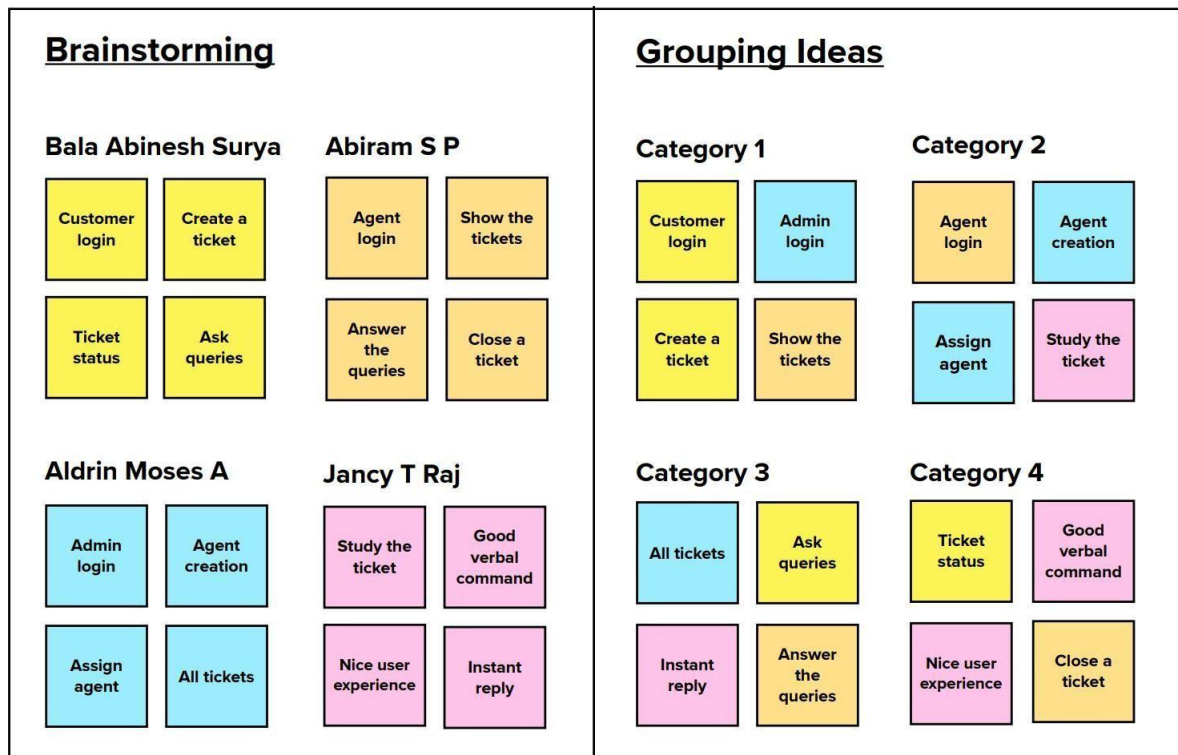 Brainstorming
Bala Abinesh Surya
Customer
login
Create a
ticket
Ticket
status
Ask
queries
Abiram S P
Agent
login
Show the
tickets
Answer
the
queries
Close a
ticket
Aldrin Moses A
Admin
login
Agent
creation
Assign
agent
All tickets
Jancy T Raj
Study the
ticket
Good
verbal
command
Nice user
experience
Instant
reply
Grouping Ideas
Category 1
Customer
login
Admin
login
Create a
ticket
Show the
tickets
Category 2
Agent
login
Agent
creation
Assign
agent
Study the
ticket
Category 3
All tickets
Ask
queries
Instant
reply
Answer
the
queries
Category 4
Ticket
status
Good
verbal
command
Nice user
experience
Close a
ticket